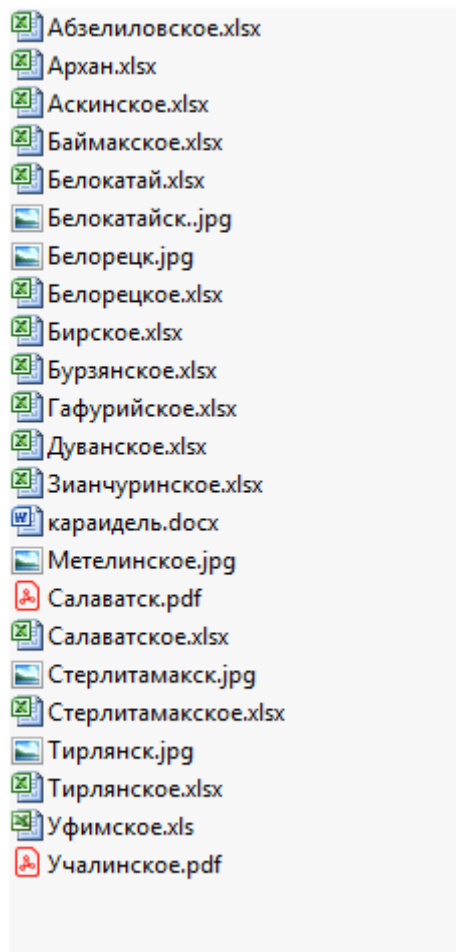 Абзелиловское.xlsx
Архан.xlsx
Аскинское.xlsx
Баймакское.xlsx
Белокатай.xlsx
Белокатайск..jpg
Белорецк.jpg
Белорецкое.xlsx
Бирское.xlsx
Бурзянское.xlsx
Гафурийское.xlsx
Дуванское.xlsx
Зианчуринское.xlsx
караидель.docx
Метелинское.jpg
Салаватск.pdf
Салаватское.xlsx
Стерлитамакск.jpg
Стерлитамакское.xlsx
Тирлянск.jpg
Тирлянское.xlsx
Уфимское.xls
Учалинское.pdf